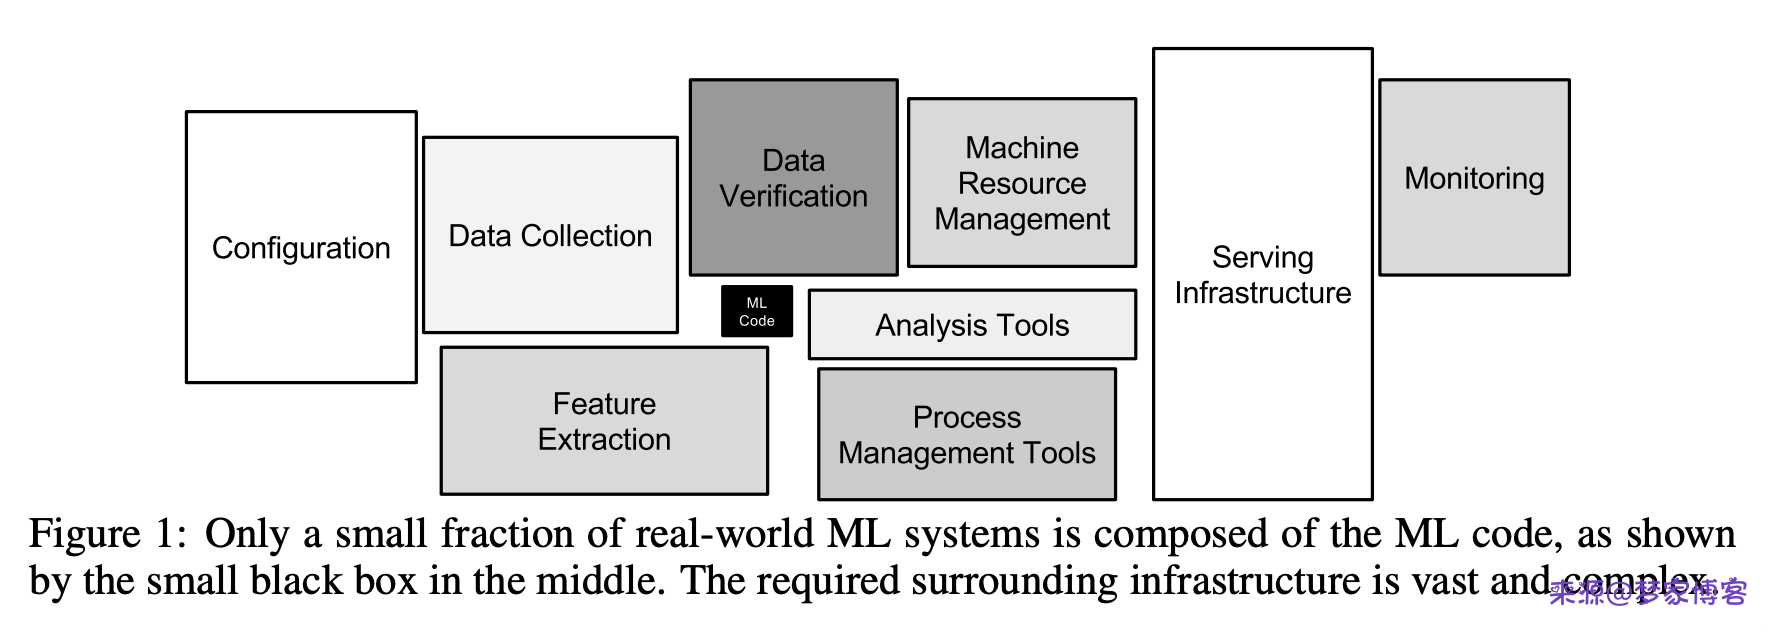 Configuration
Data Collection
Data
Verification
Machine
Resource
Management
Serving
Infrastructure
Monitoring
ML
Code
Analysis Tools
Feature
Extraction
Process
Management Tools
Figure 1: Only a small fraction of real-world ML systems is composed of the ML code, as shown
by the small black box in the middle. The required surrounding infrastructure is vast and complex.
来源@梦家博客